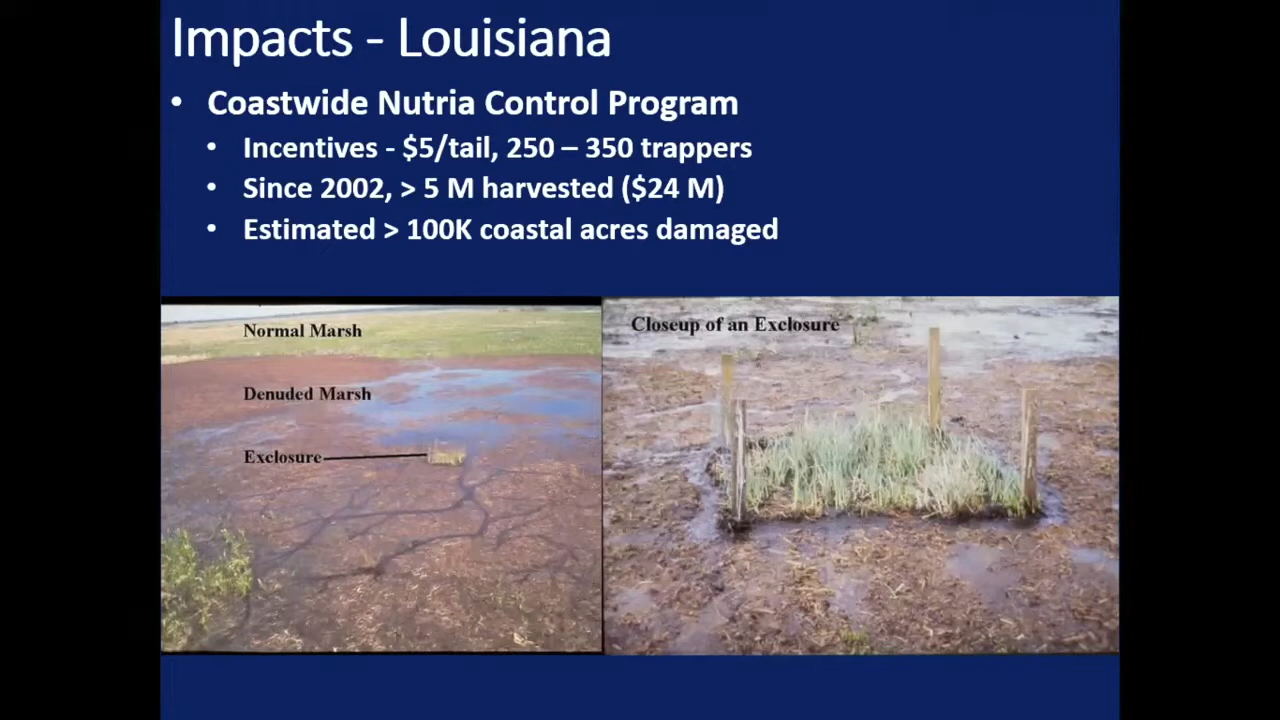 Impacts - Louisiana
• Coastwide Nutria Control Program
• Incentives - $5/tail, 250 – 350 trappers
• Since 2002, > 5 M harvested ($24 M)
• Estimated > 100K coastal acres damaged
Normal Marsh
Denuded Marsh
Exclosure
Closeup of an Exclosure